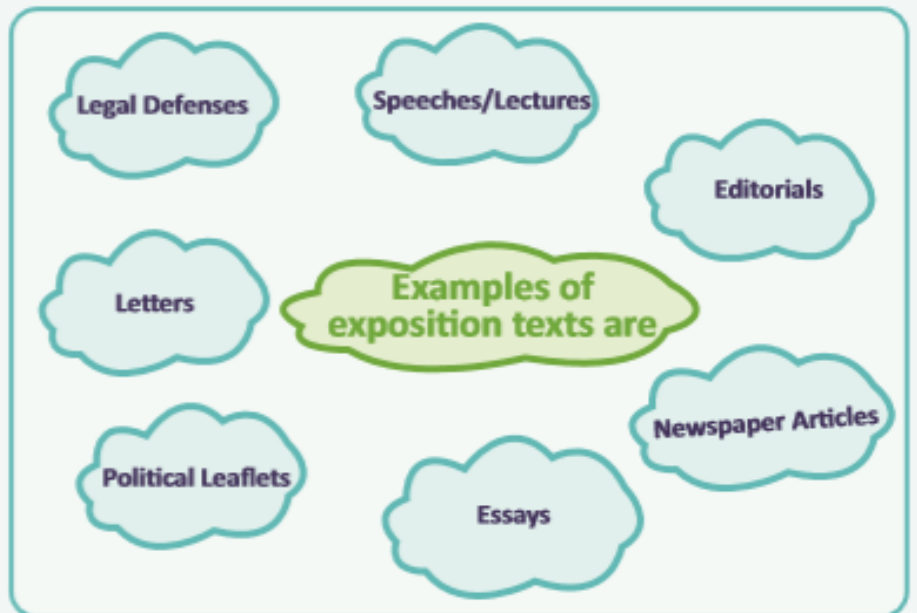 Legal Defenses
Speeches/Lectures
Editorials
Letters
Examples of
exposition texts are
Newspaper Articles
Political Leaflets
Essays